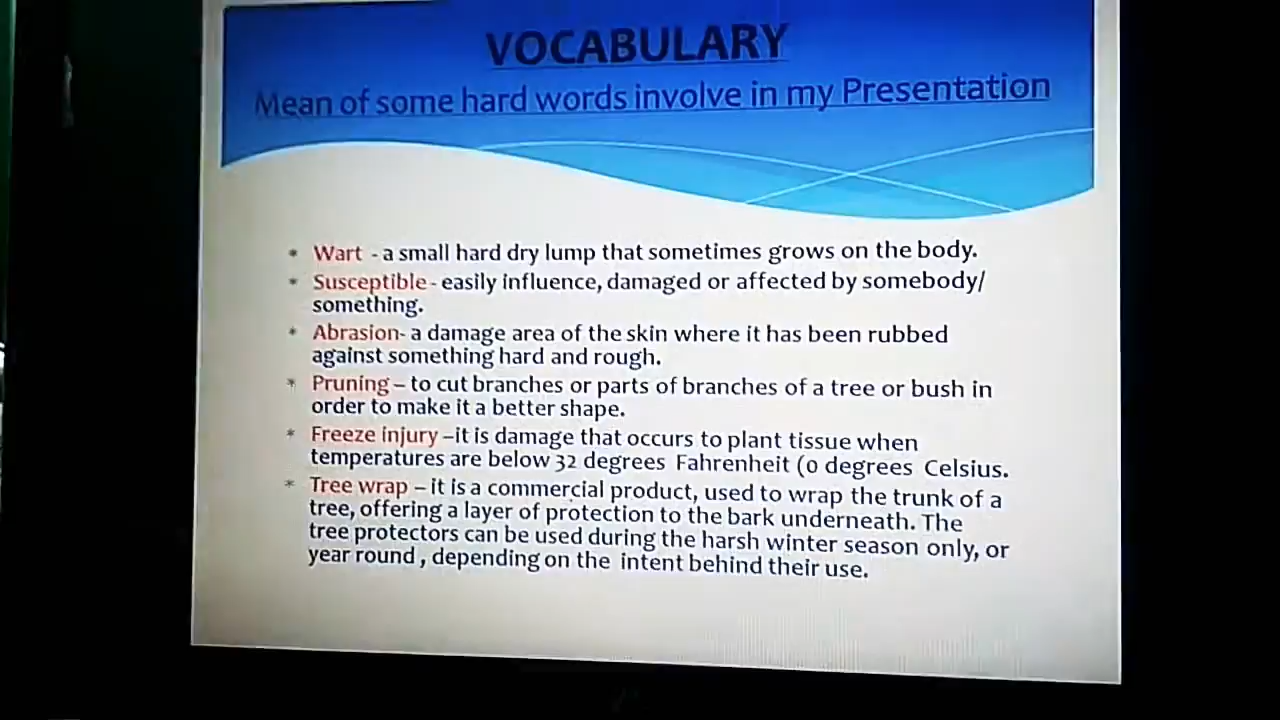 VOCABULARY
Mean of some hard words involve in my Presentation
* Wart - a small hard dry lump that sometimes grows on the body.
* Susceptible - easily influence, damaged or affected by somebody/
something.
* Abrasion- a damage area of the skin where it has been rubbed
against something hard and rough.
* Pruning – to cut branches or parts of branches of a tree or bush in
order to make it a better shape.
* Freeze injury –it is damage that occurs to plant tissue when
temperatures are below 32 degrees Fahrenheit (0 degrees Celsius.
* Tree wrap – it is a commercial product, used to wrap the trunk of a
tree, offering a layer of protection to the bark underneath. The
tree protectors can be used during the harsh winter season only, or
year round , depending on the intent behind their use.